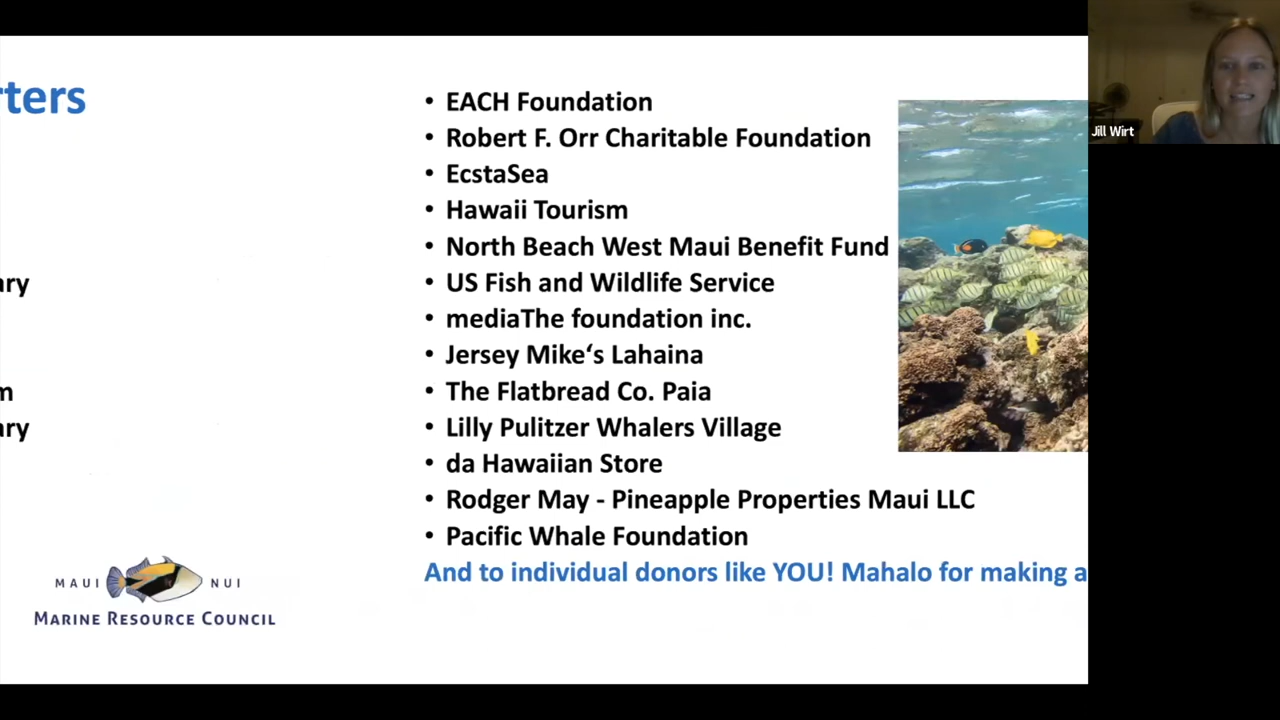 rters
EACH Foundation
Robert F. Orr Charitable Foundation
EcstaSea
Hawaii Tourism
North Beach West Maui Benefit Fund
US Fish and Wildlife Service
mediaThe foundation inc.
Jersey Mike‘s Lahaina
The Flatbread Co. Paia
Lilly Pulitzer Whalers Village
da Hawaiian Store
Rodger May - Pineapple Properties Maui LLC
Pacific Whale Foundation
And to individual donors like YOU! Mahalo for making a
ary
m
ary
MAUI NUI
MARINE RESOURCE COUNCIL
Jill Wirt